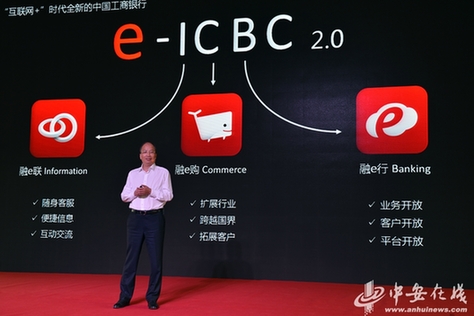 “互联网+”时代全新的中国工商银行
e-ICBC 2.0
融e联 Information
融e购 Commerce
融e行 Banking
✓ 随身客服
✓ 便捷信息
✓ 互动交流
✓ 扩展行业
✓ 跨越国界
✓ 拓展客户
✓ 业务开放
✓ 客户开放
✓ 平台开放
中安在线
www.anhuinews.com